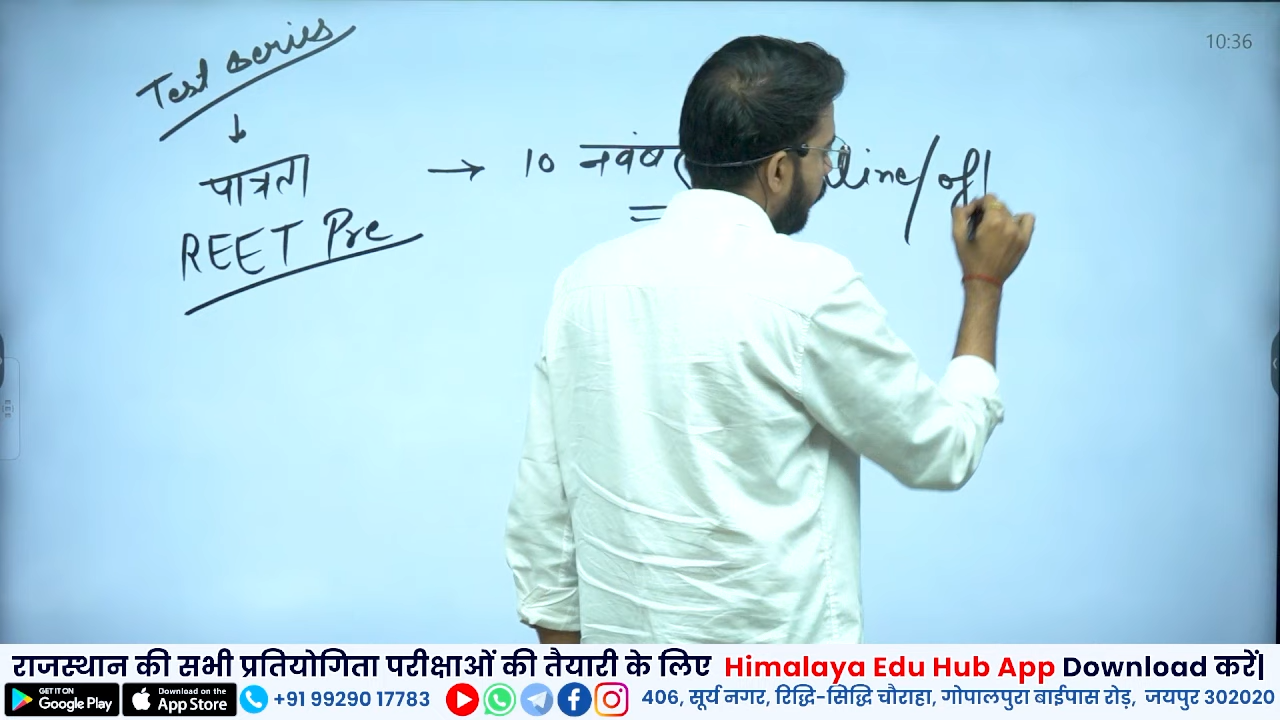 10:36
Test series
पात्रता → 10 नवंब /of
REET Pre
राजस्थान की सभी प्रतियोगिता परीक्षाओं की तैयारी के लिए Himalaya Edu Hub App Download करें|
GET IT ON
Google Play
Download on the
App Store
+91 99290 17783
406, सूर्य नगर, रिद्धि-सिद्धि चौराहा, गोपालपुरा बाईपास रोड़, जयपुर 302020